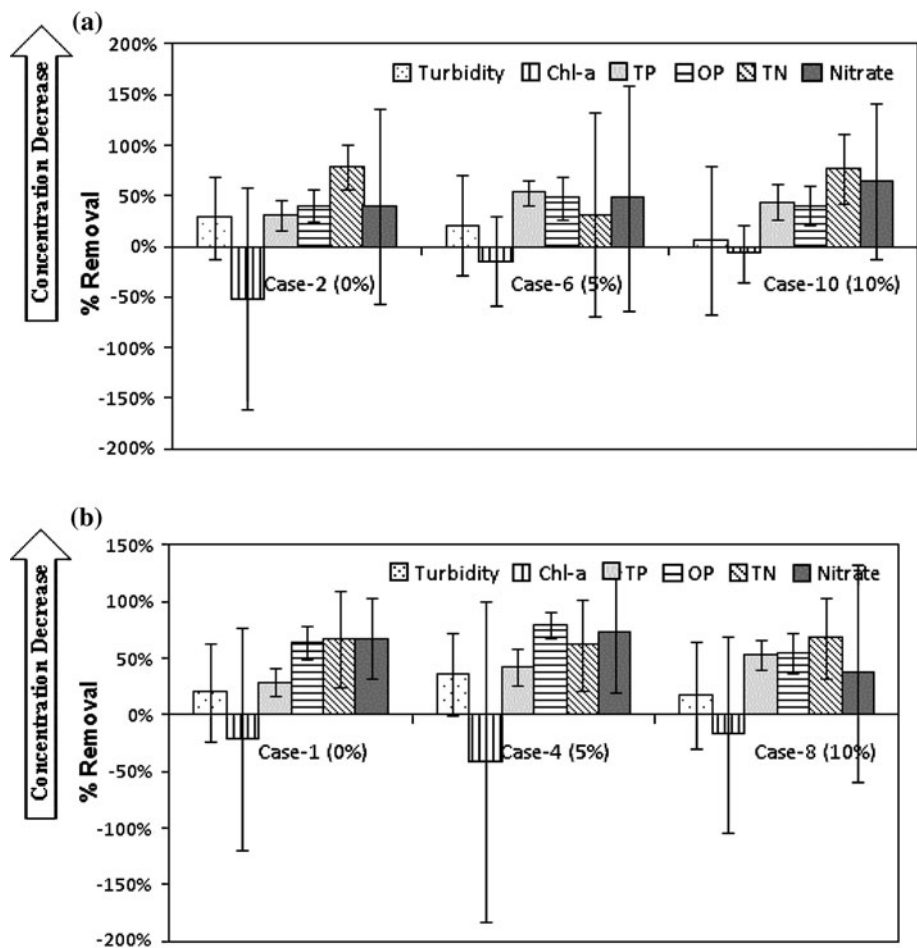 (a)
Concentration Decrease
% Removal
200%
150%
100%
50%
0%
-50%
-100%
-150%
-200%
Turbidity Chl-a TP OP TN Nitrate
Case-2 (0%) Case-6 (5%) Case-10 (10%)
(b)
Concentration Decrease
% Removal
150%
100%
50%
0%
-50%
-100%
-150%
-200%
Turbidity Chl-a TP OP TN Nitrate
Case-1 (0%) Case-4 (5%) Case-8 (10%)